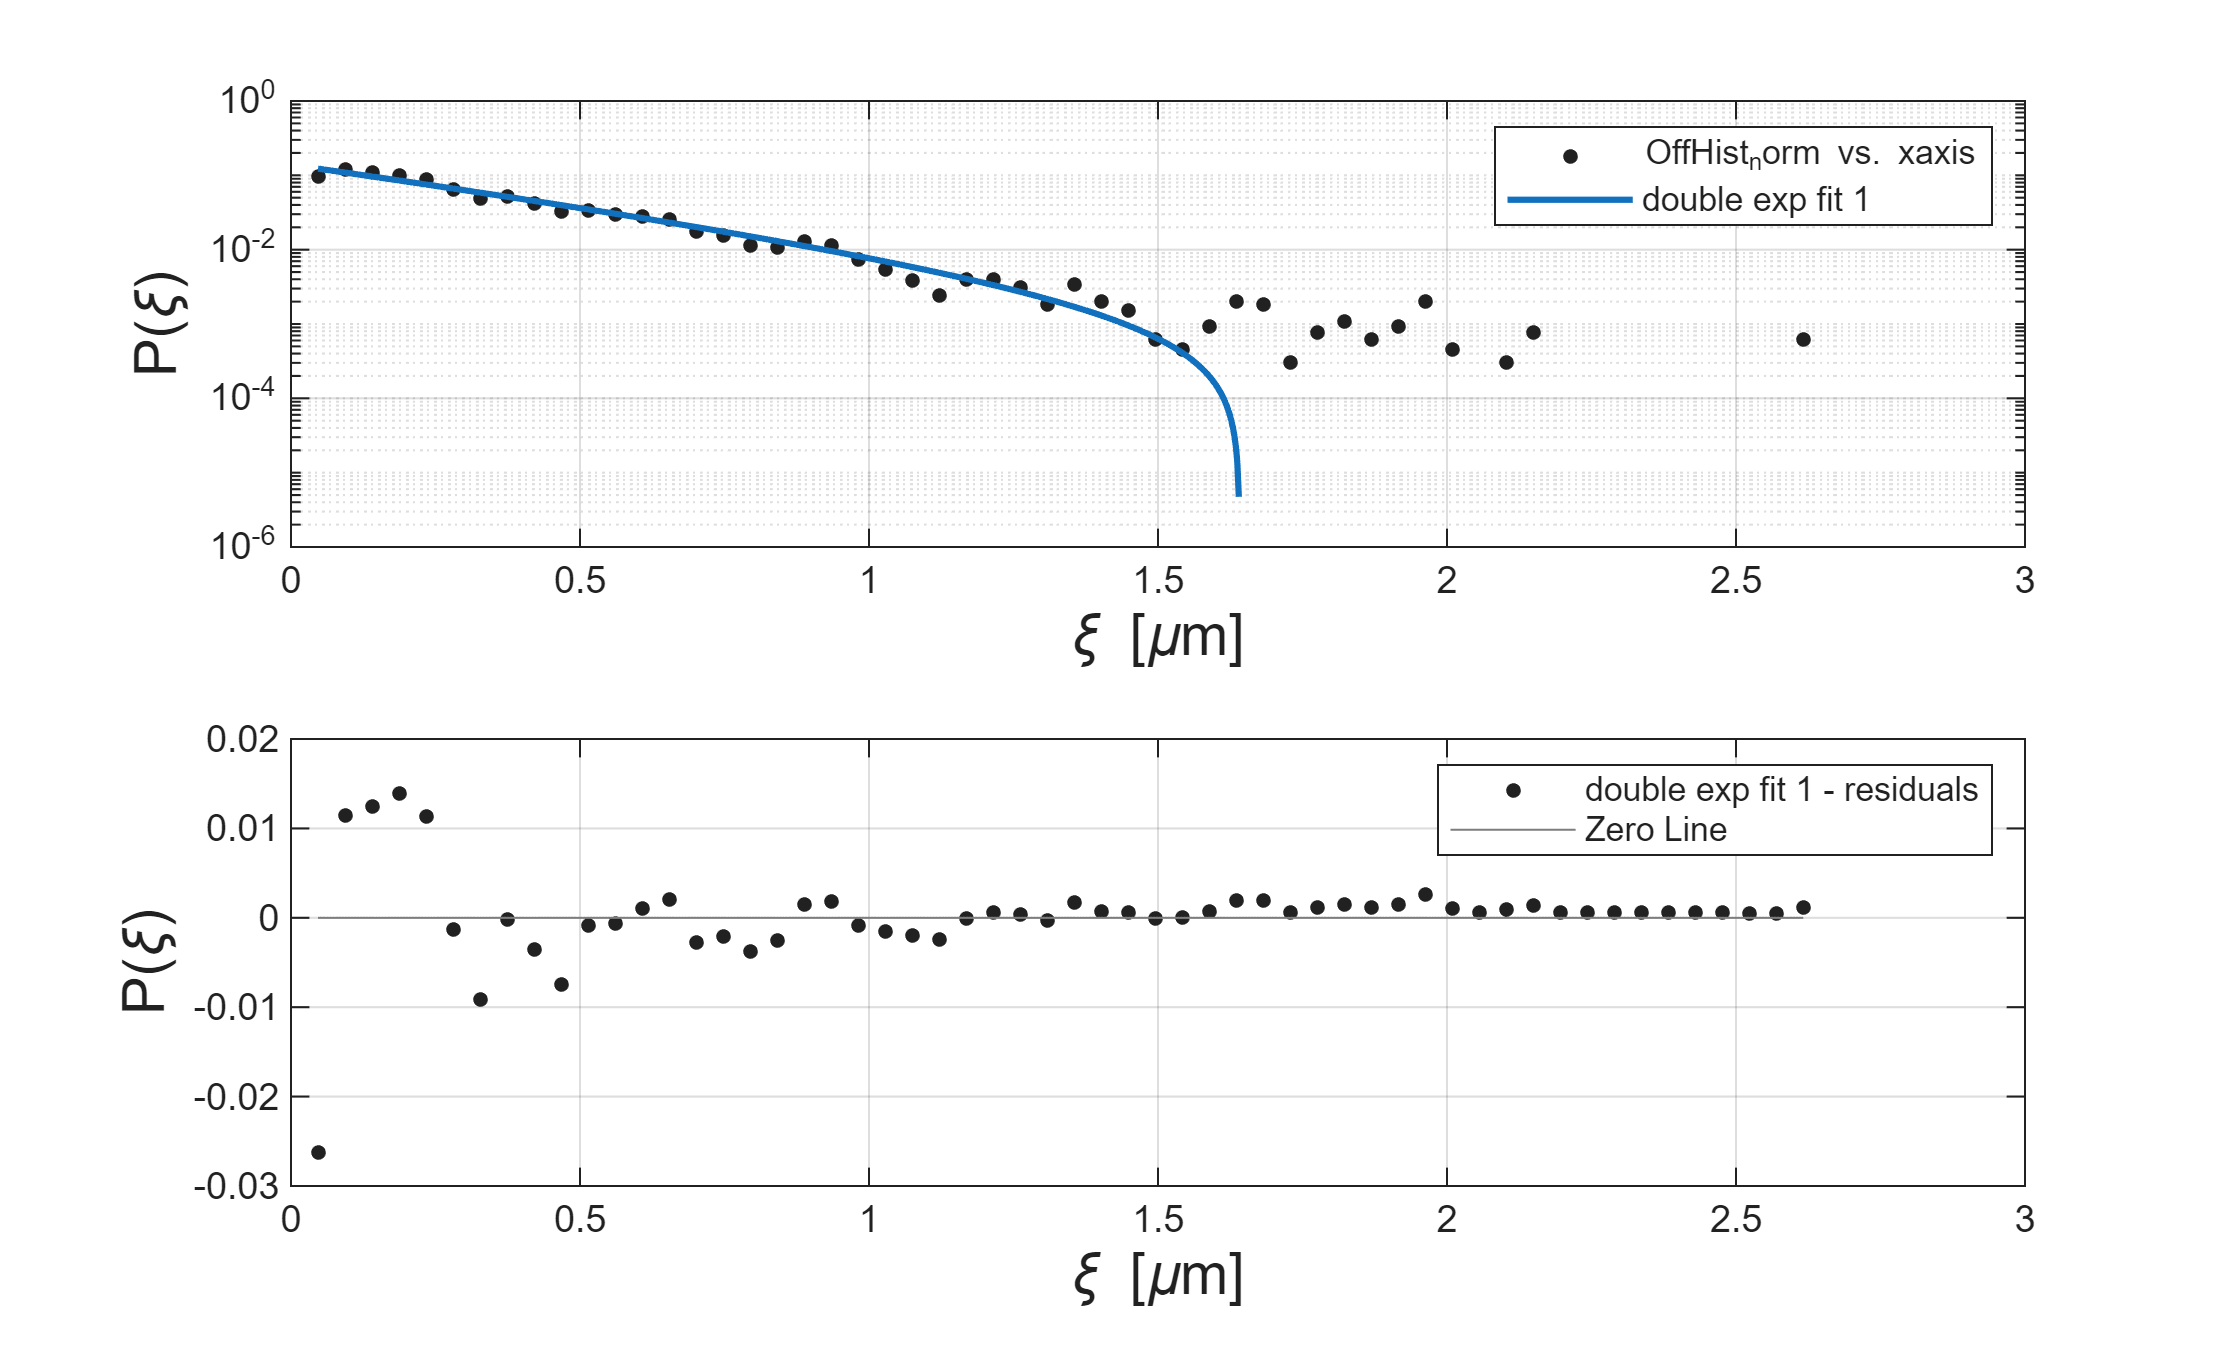 10^0
10^-2
10^-4
10^-6
P(ξ)
OffHist_norm vs. xaxis
double exp fit 1
0 0.5 1 1.5 2 2.5 3
ξ [μm]
0.02
0.01
0
-0.01
-0.02
-0.03
P(ξ)
double exp fit 1 - residuals
Zero Line
0 0.5 1 1.5 2 2.5 3
ξ [μm]